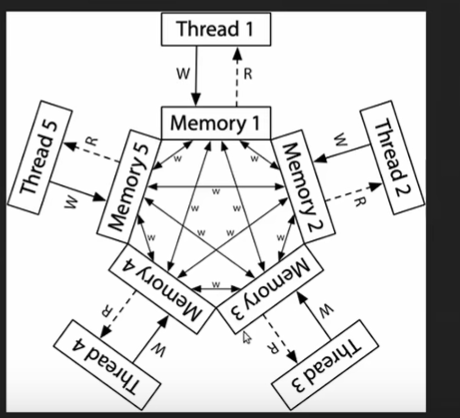 Thread 1
W
R
Memory 1
Thread 5
R
W
Memory 5
Memory 2
W
R
Thread 2
w
w
w
w
w
w
w
w
w
w
Memory 4
Memory 3
R
W
Thread 4
R
W
Thread 3